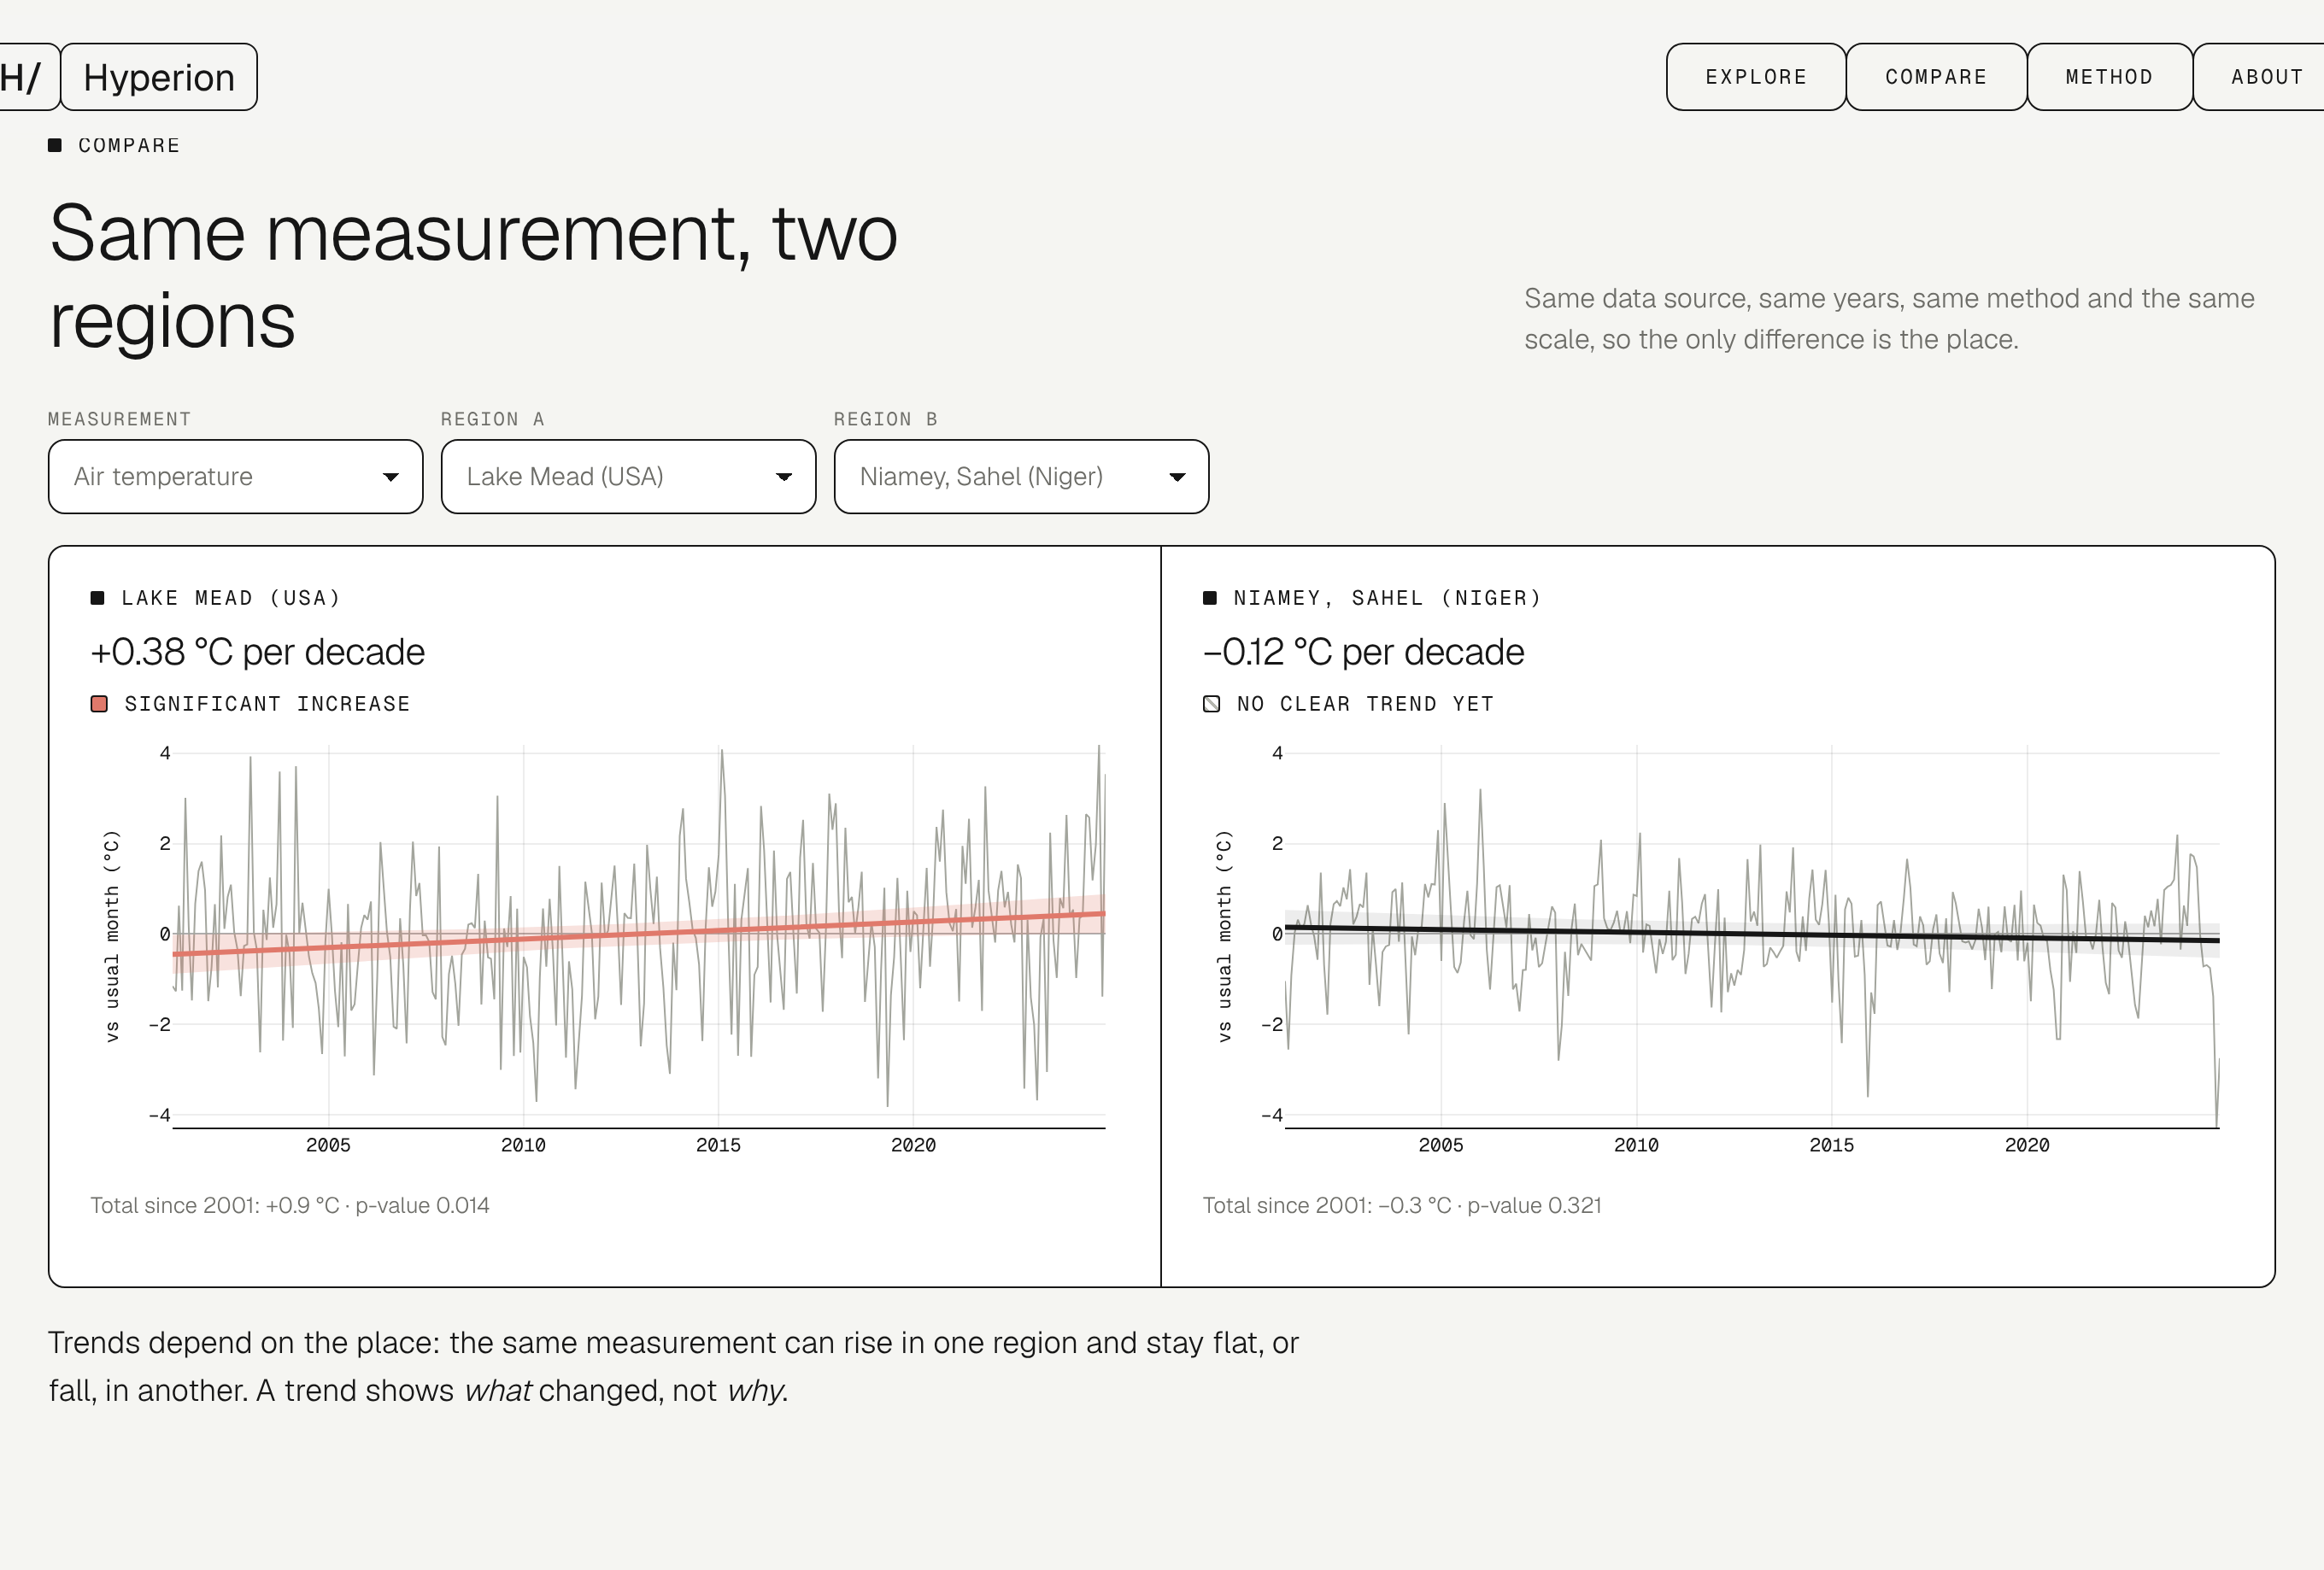 H/ Hyperion
EXPLORE COMPARE METHOD ABOUT
COMPARE
Same measurement, two
regions
Same data source, same years, same method and the same
scale, so the only difference is the place.
MEASUREMENT
Air temperature
REGION A
Lake Mead (USA)
REGION B
Niamey, Sahel (Niger)
LAKE MEAD (USA)
+0.38 °C per decade
SIGNIFICANT INCREASE
vs usual month (°C)
4
2
0
−2
−4
2005 2010 2015 2020
Total since 2001: +0.9 °C · p-value 0.014
NIAMEY, SAHEL (NIGER)
−0.12 °C per decade
NO CLEAR TREND YET
vs usual month (°C)
4
2
0
−2
−4
2005 2010 2015 2020
Total since 2001: −0.3 °C · p-value 0.321
Trends depend on the place: the same measurement can rise in one region and stay flat, or
fall, in another. A trend shows what changed, not why.